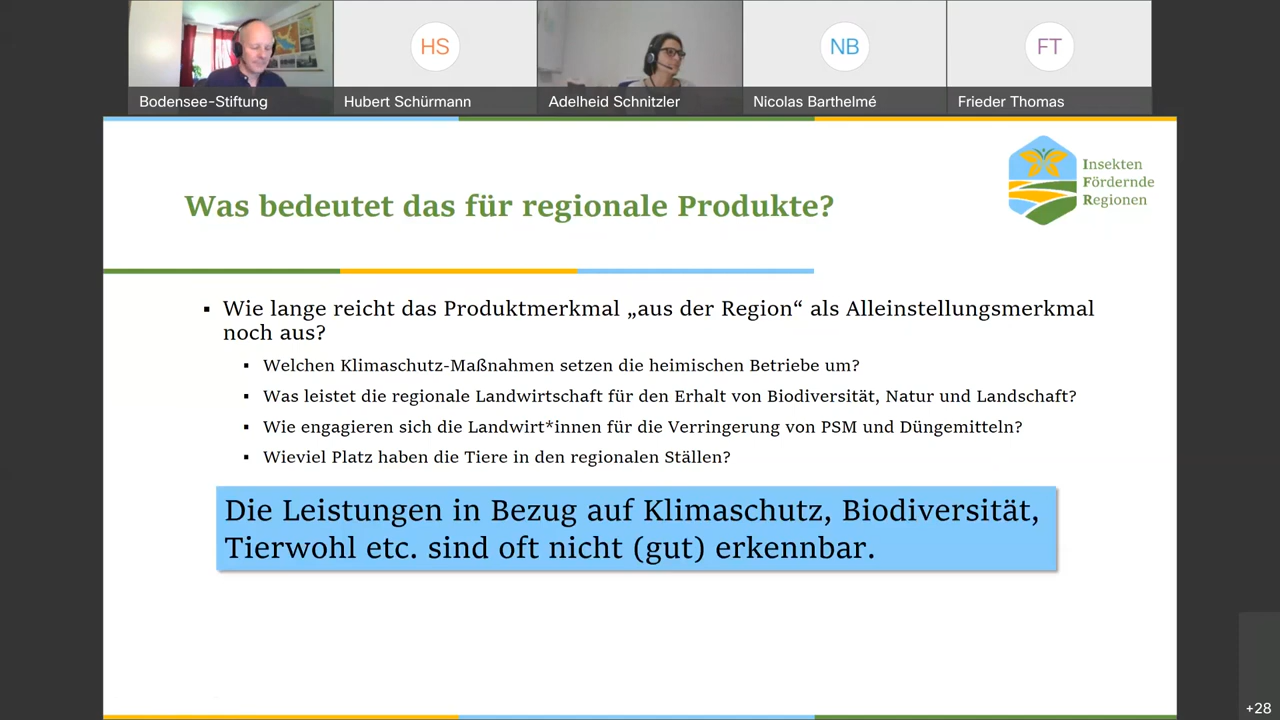 HS
NB
FT
Bodensee-Stiftung
Hubert Schürmann
Adelheid Schnitzler
Nicolas Barthelmé
Frieder Thomas
Insekten
Fördernde
Regionen
Was bedeutet das für regionale Produkte?
▪ Wie lange reicht das Produktmerkmal „aus der Region“ als Alleinstellungsmerkmal
noch aus?
▪ Welchen Klimaschutz-Maßnahmen setzen die heimischen Betriebe um?
▪ Was leistet die regionale Landwirtschaft für den Erhalt von Biodiversität, Natur und Landschaft?
▪ Wie engagieren sich die Landwirt*innen für die Verringerung von PSM und Düngemitteln?
▪ Wieviel Platz haben die Tiere in den regionalen Ställen?
Die Leistungen in Bezug auf Klimaschutz, Biodiversität,
Tierwohl etc. sind oft nicht (gut) erkennbar.
+28